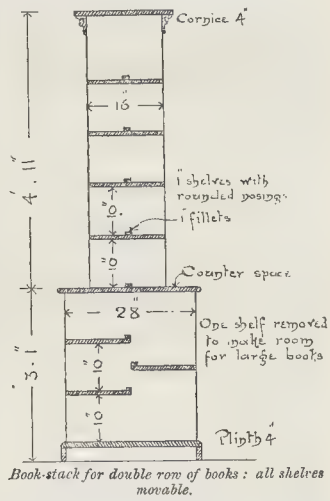 Cornice 4"
16"
4'. 11"
1" shelves with
rounded nosing.
10".
1" fillets
10"
Counter space
28"
One shelf removed
to make room
for large books
3'. 1"
10"
10"
Plinth 4"
Book-stack for double row of books : all shelves
movable.